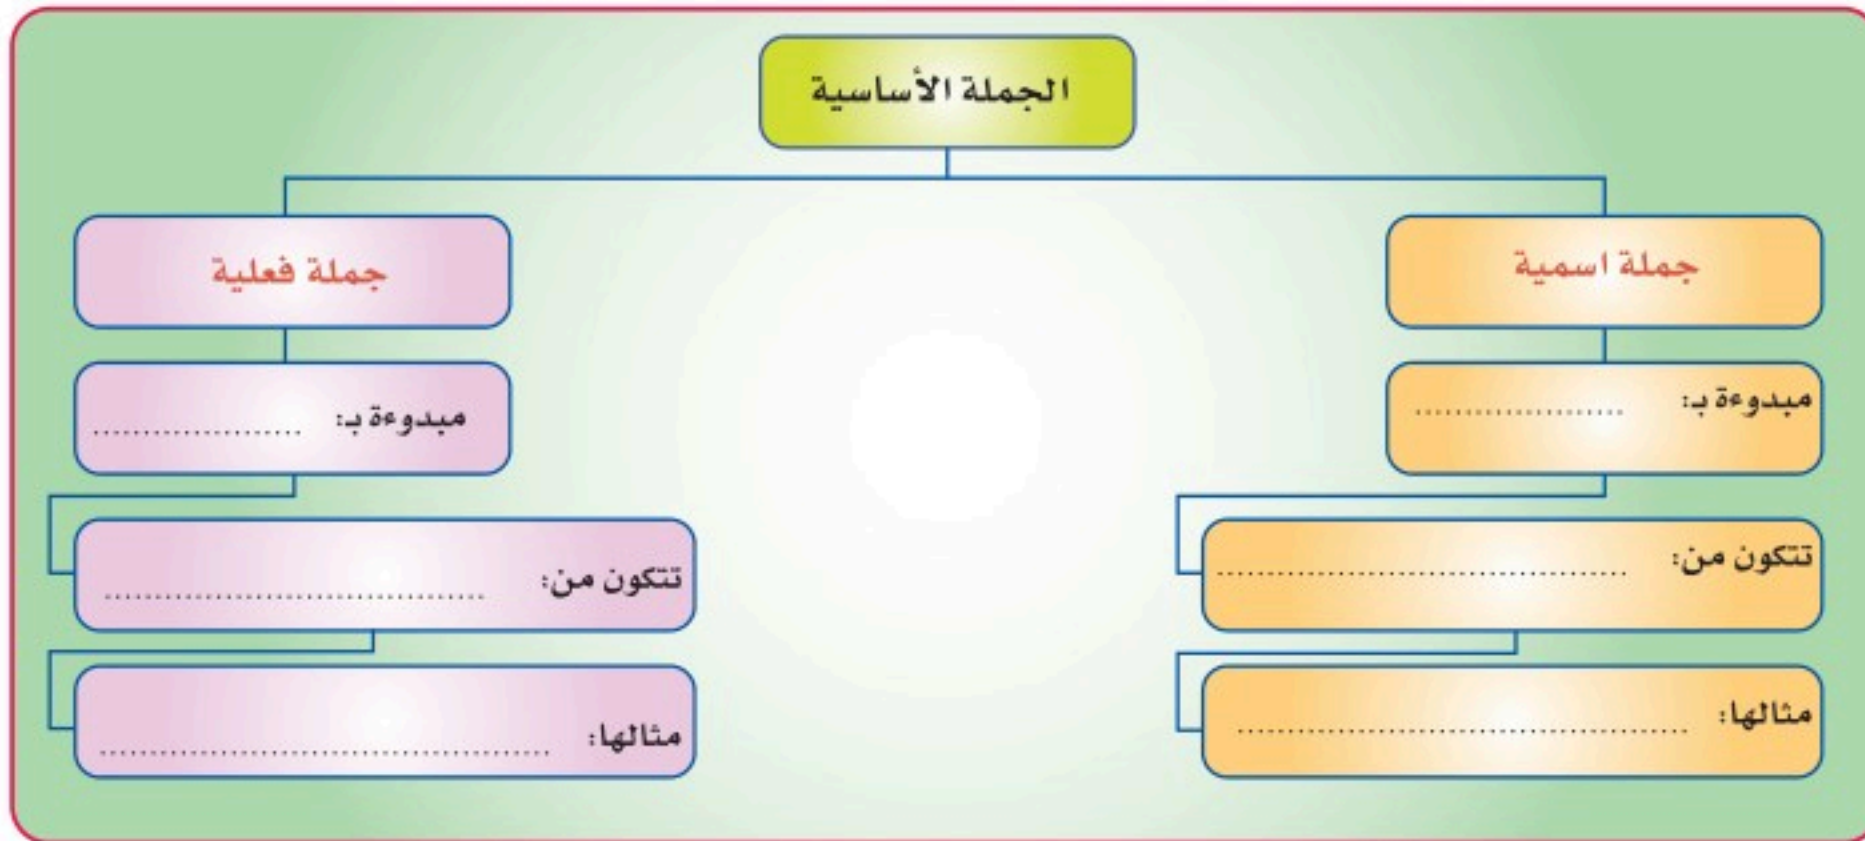 الجملة الأساسية
جملة اسمية
مبدوءة بـ: .....................
تتكون من: .........................................
مثالها: .............................................
جملة فعلية
مبدوءة بـ: .....................
تتكون من: ......................................
مثالها: .............................................